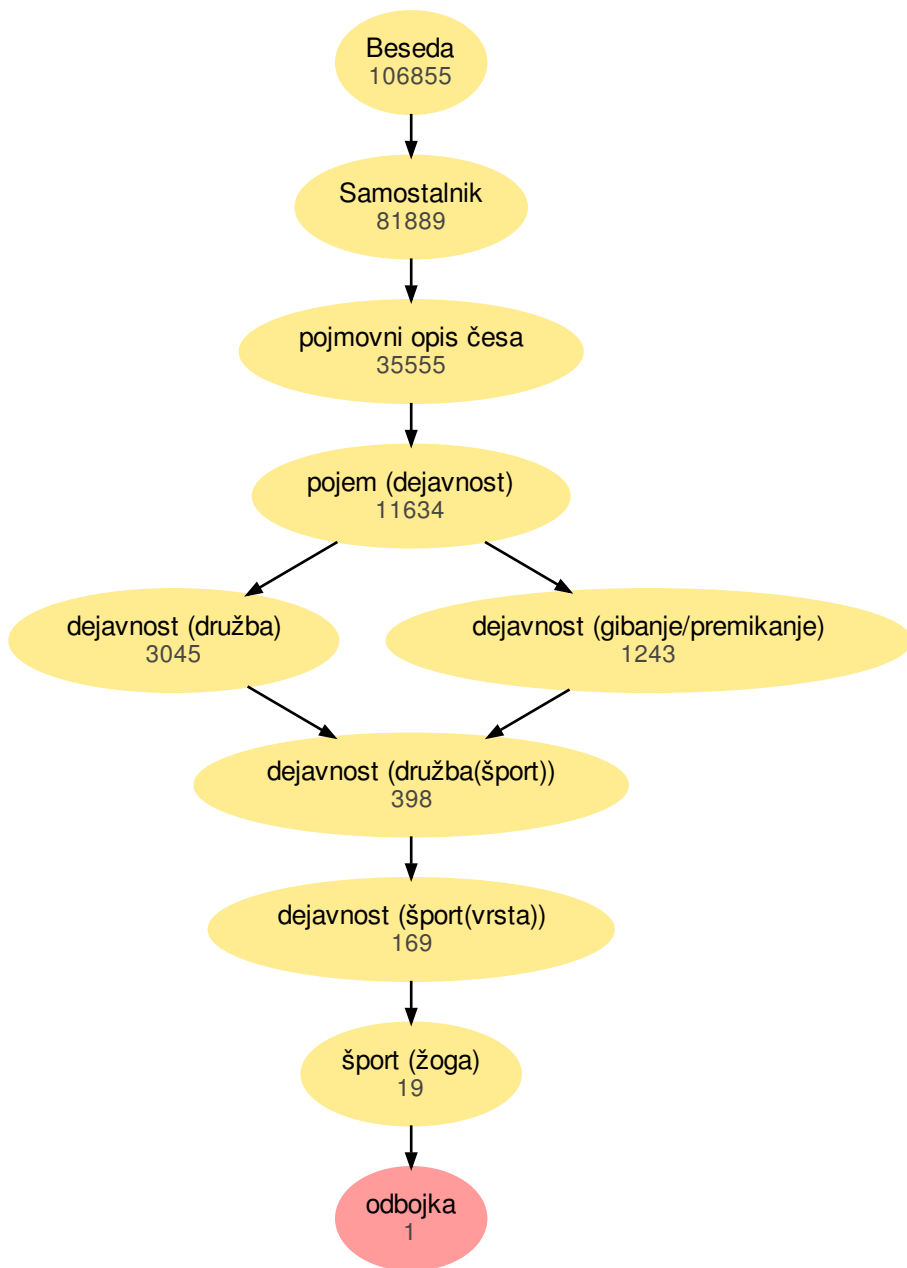 Beseda
106855
Samostalnik
81889
pojmovni opis česa
35555
pojem (dejavnost)
11634
dejavnost (družba)
3045
dejavnost (gibanje/premikanje)
1243
dejavnost (družba(šport))
398
dejavnost (šport(vrsta))
169
šport (žoga)
19
odbojka
1